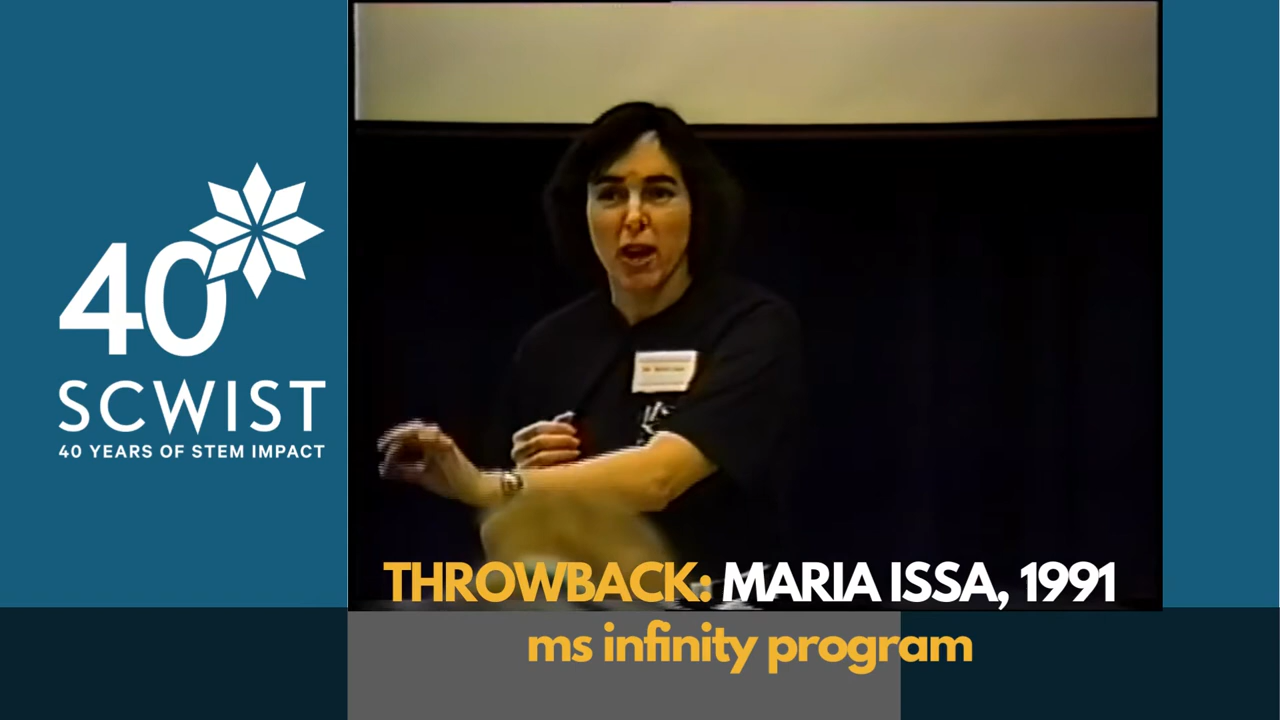 40
SCWIST
40 YEARS OF STEM IMPACT
THROWBACK: MARIA ISSA, 1991
ms infinity program